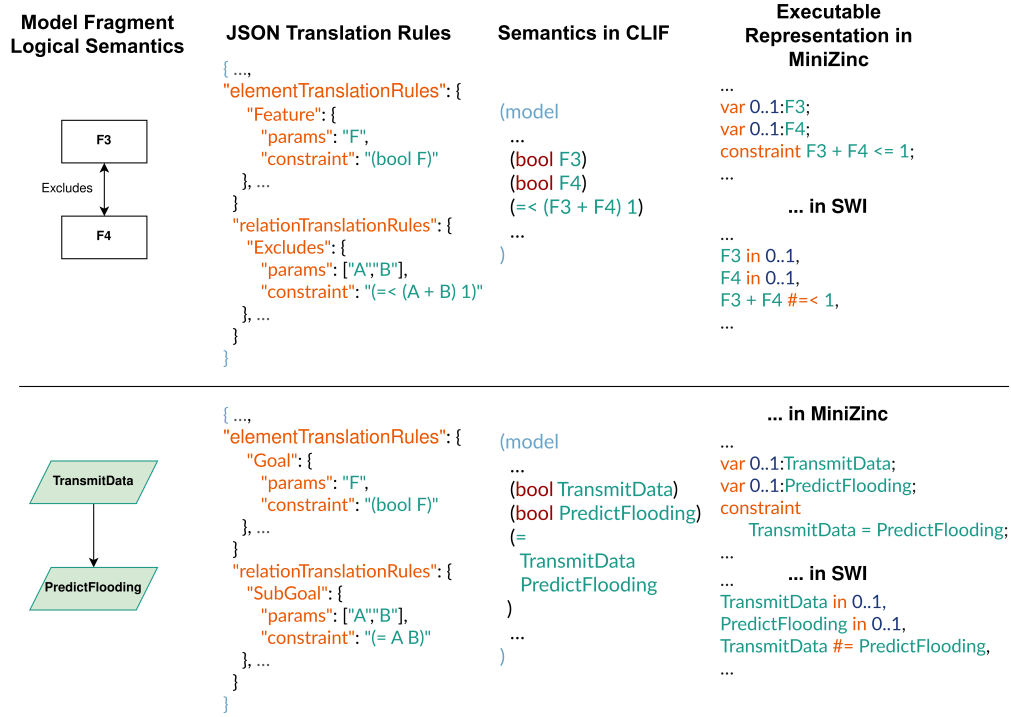 Model Fragment
Logical Semantics
JSON Translation Rules
Semantics in CLIF
Executable
Representation in
MiniZinc
F3
Excludes
F4
{ ...,
"elementTranslationRules": {
"Feature": {
"params": "F",
"constraint": "(bool F)"
}, ...
}
"relationTranslationRules": {
"Excludes": {
"params": ["A""B"],
"constraint": "(=< (A + B) 1)"
}, ...
}
}
(model
...
(bool F3)
(bool F4)
(=< (F3 + F4) 1)
...
)
...
var 0..1:F3;
var 0..1:F4;
constraint F3 + F4 <= 1;
...
... in SWI
...
F3 in 0..1,
F4 in 0..1,
F3 + F4 #=< 1,
...
TransmitData
PredictFlooding
{ ...,
"elementTranslationRules": {
"Goal": {
"params": "F",
"constraint": "(bool F)"
}, ...
}
"relationTranslationRules": {
"SubGoal": {
"params": ["A""B"],
"constraint": "(= A B)"
}, ...
}
}
(model
...
(bool TransmitData)
(bool PredictFlooding)
(=
TransmitData
PredictFlooding
)
...
)
... in MiniZinc
...
var 0..1:TransmitData;
var 0..1:PredictFlooding;
constraint
TransmitData = PredictFlooding;
...
... in SWI
...
TransmitData in 0..1,
PredictFlooding in 0..1,
TransmitData #= PredictFlooding,
...